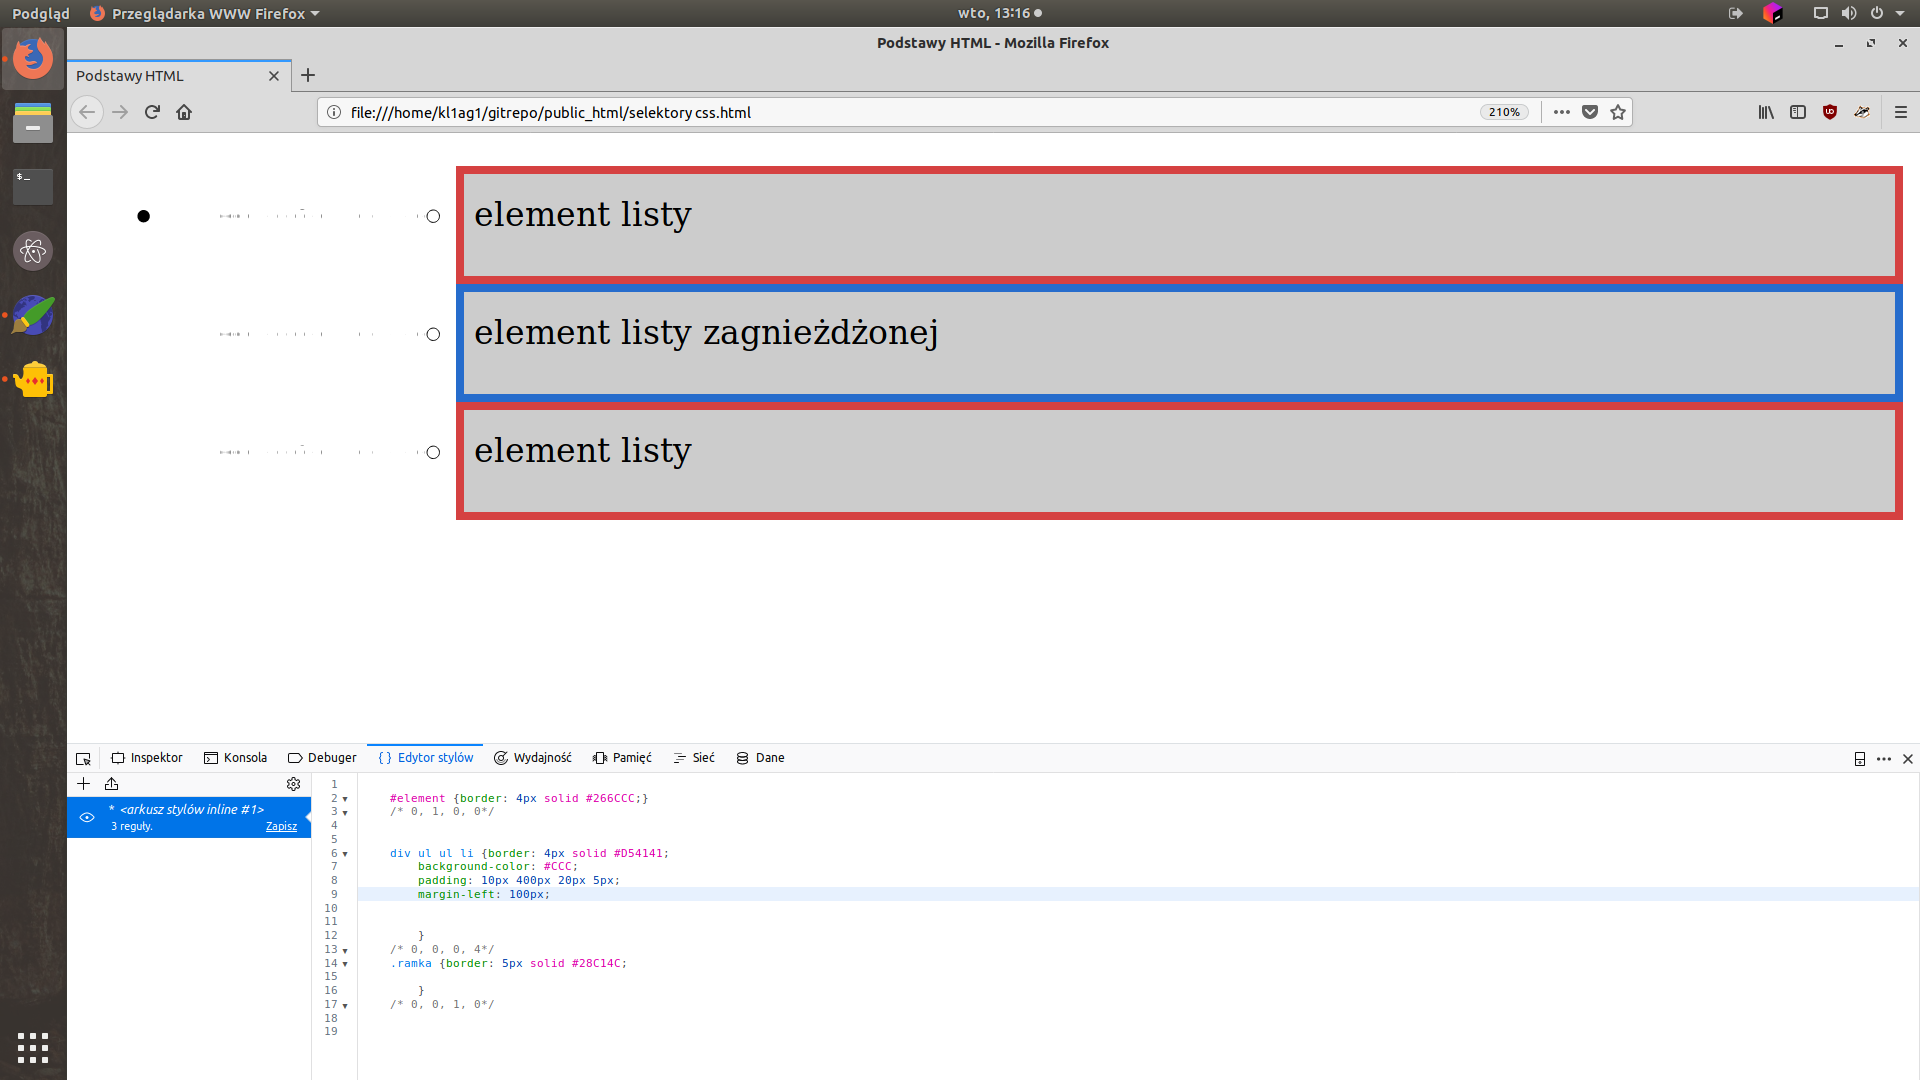 Podgląd Przeglądarka WWW Firefox wto, 13:16
Podstawy HTML - Mozilla Firefox
Podstawy HTML
file:///home/kl1ag1/gitrepo/public_html/selektory css.html 210%
element listy
element listy zagnieżdżonej
element listy
Inspektor Konsola Debuger { } Edytor stylów Wydajność Pamięć Sieć Dane
* <arkusz stylów inline #1>
3 reguły. Zapisz
1
2 #element {border: 4px solid #266CCC;}
3 /* 0, 1, 0, 0*/
4
5
6 div ul ul li {border: 4px solid #D54141;
7 background-color: #CCC;
8 padding: 10px 400px 20px 5px;
9 margin-left: 100px;
10
11
12 }
13 /* 0, 0, 0, 4*/
14 .ramka {border: 5px solid #28C14C;
15
16 }
17 /* 0, 0, 1, 0*/
18
19